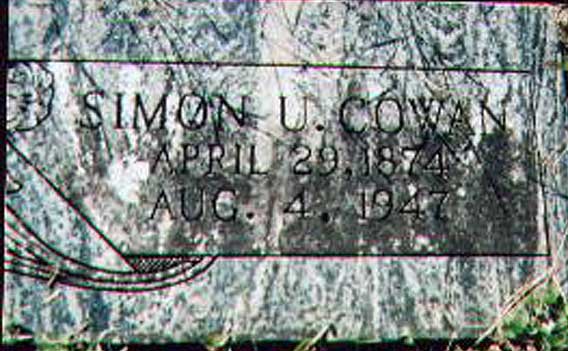 SIMON U. COWAN
APRIL 29, 1874
AUG. 4, 1947